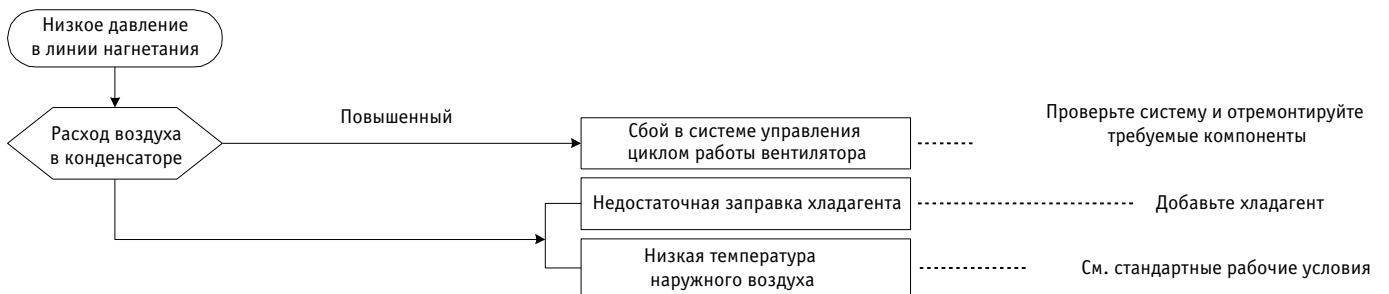 Низкое давление
в линии нагнетания
Расход воздуха
в конденсаторе
Повышенный
Сбой в системе управления
циклом работы вентилятора
Проверьте систему и отремонтируйте
требуемые компоненты
Недостаточная заправка хладагента
Добавьте хладагент
Низкая температура
наружного воздуха
См. стандартные рабочие условия